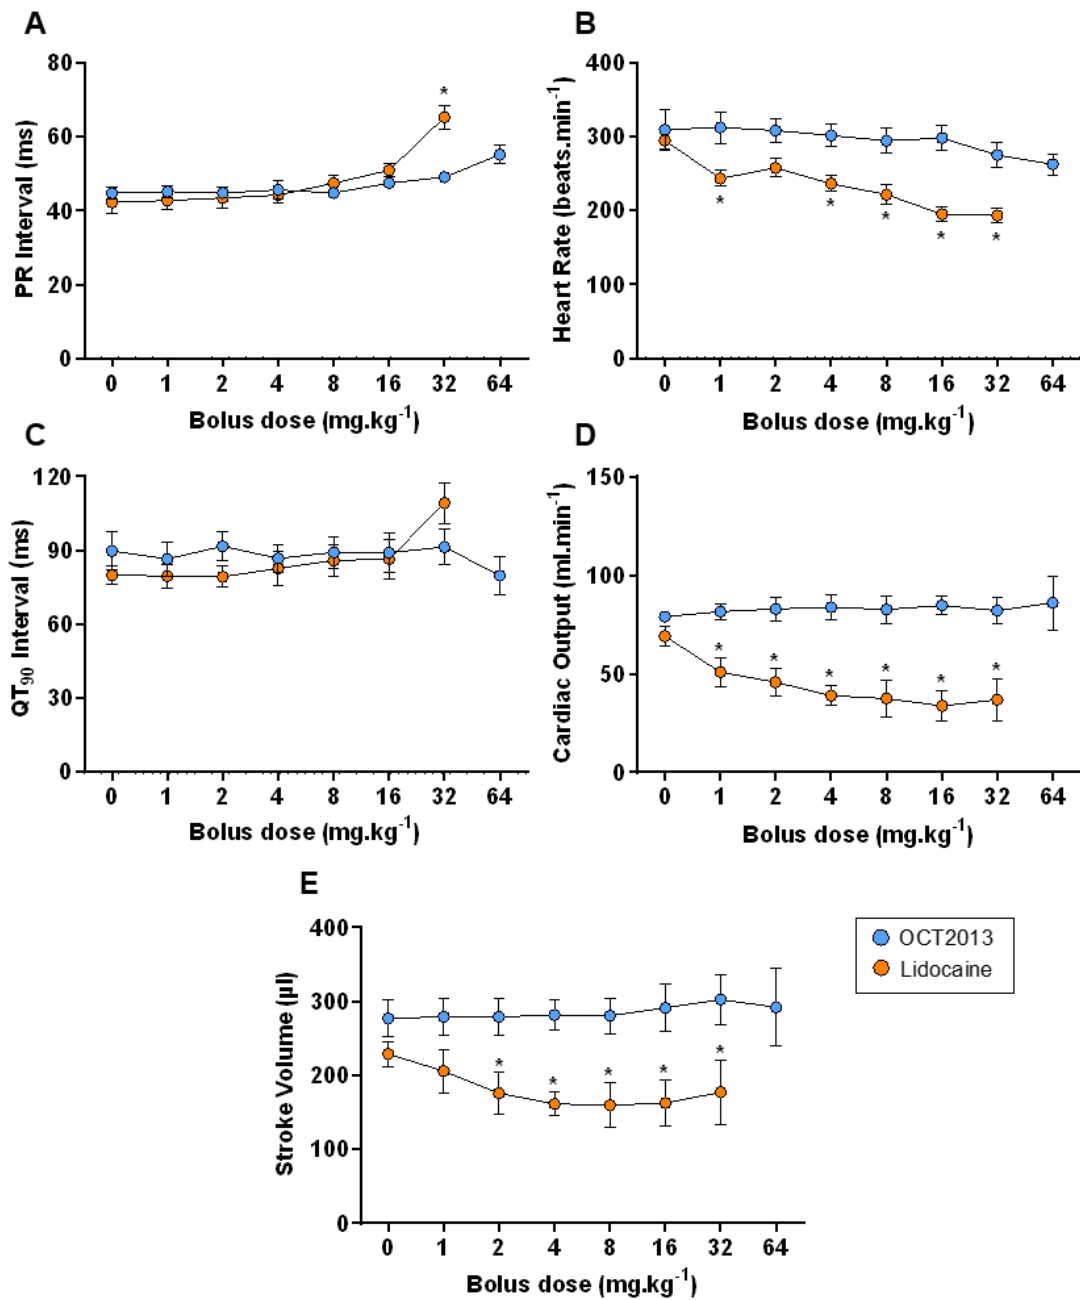 A
PR Interval (ms)
80
60
40
20
0
*
0 1 2 4 8 16 32 64
Bolus dose (mg.kg-1)
B
Heart Rate (beats.min-1)
400
300
200
100
0
* * * * *
0 1 2 4 8 16 32 64
Bolus dose (mg.kg-1)
C
QT90 Interval (ms)
120
90
60
30
0
0 1 2 4 8 16 32 64
Bolus dose (mg.kg-1)
D
Cardiac Output (ml.min-1)
150
100
50
0
* * * * * *
0 1 2 4 8 16 32 64
Bolus dose (mg.kg-1)
E
Stroke Volume (µl)
400
300
200
100
0
* * * * *
0 1 2 4 8 16 32 64
Bolus dose (mg.kg-1)
OCT2013
Lidocaine